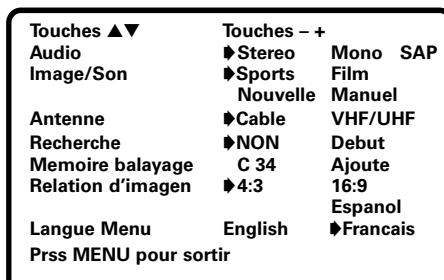 Touches ▲▼ Touches – +
Audio ➧Stereo Mono SAP
Image/Son ➧Sports Film
Nouvelle Manuel
Antenne ➧Cable VHF/UHF
Recherche ➧NON Debut
Memoire balayage C 34 Ajoute
Relation d'imagen ➧4:3 16:9
Espanol
Langue Menu English ➧Francais
Prss MENU pour sortir